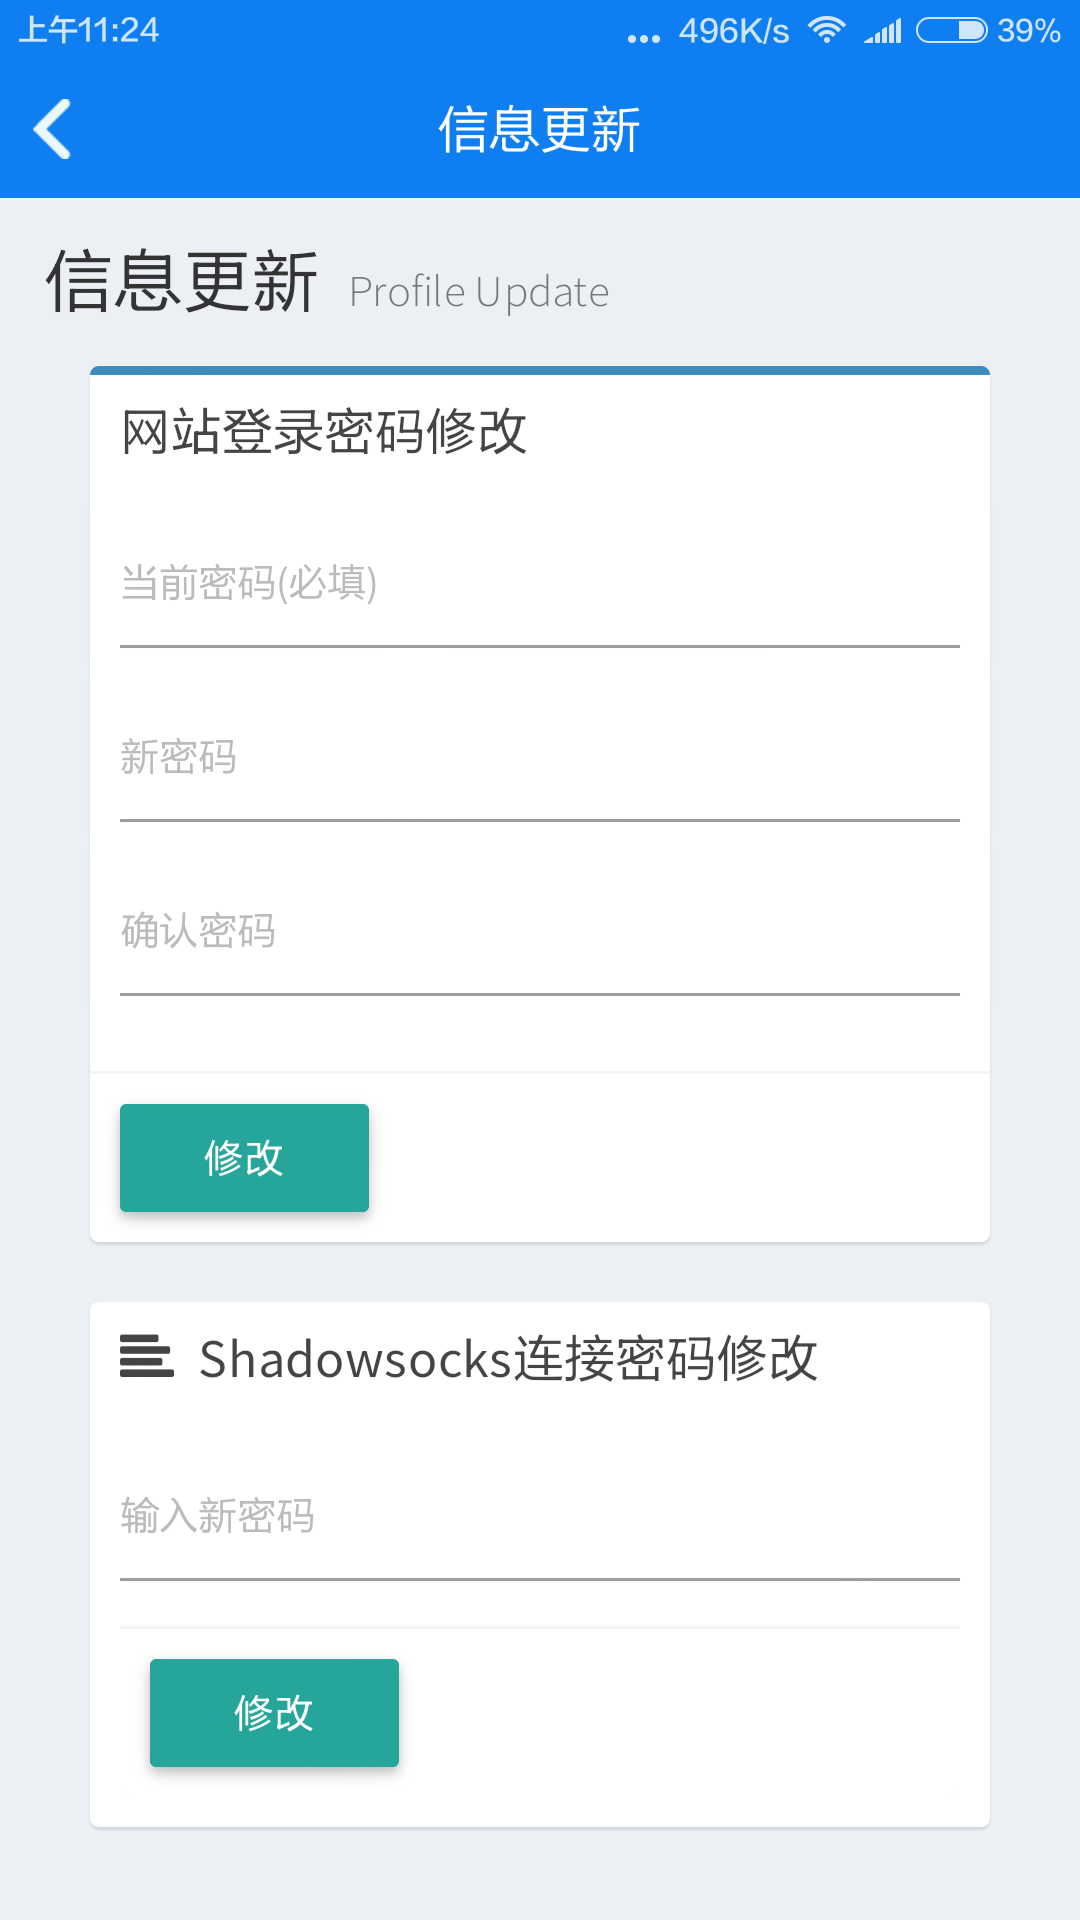 上午11:24
... 496K/s 39%
信息更新
信息更新 Profile Update
网站登录密码修改
当前密码(必填)
新密码
确认密码
修改
Shadowsocks连接密码修改
输入新密码
修改